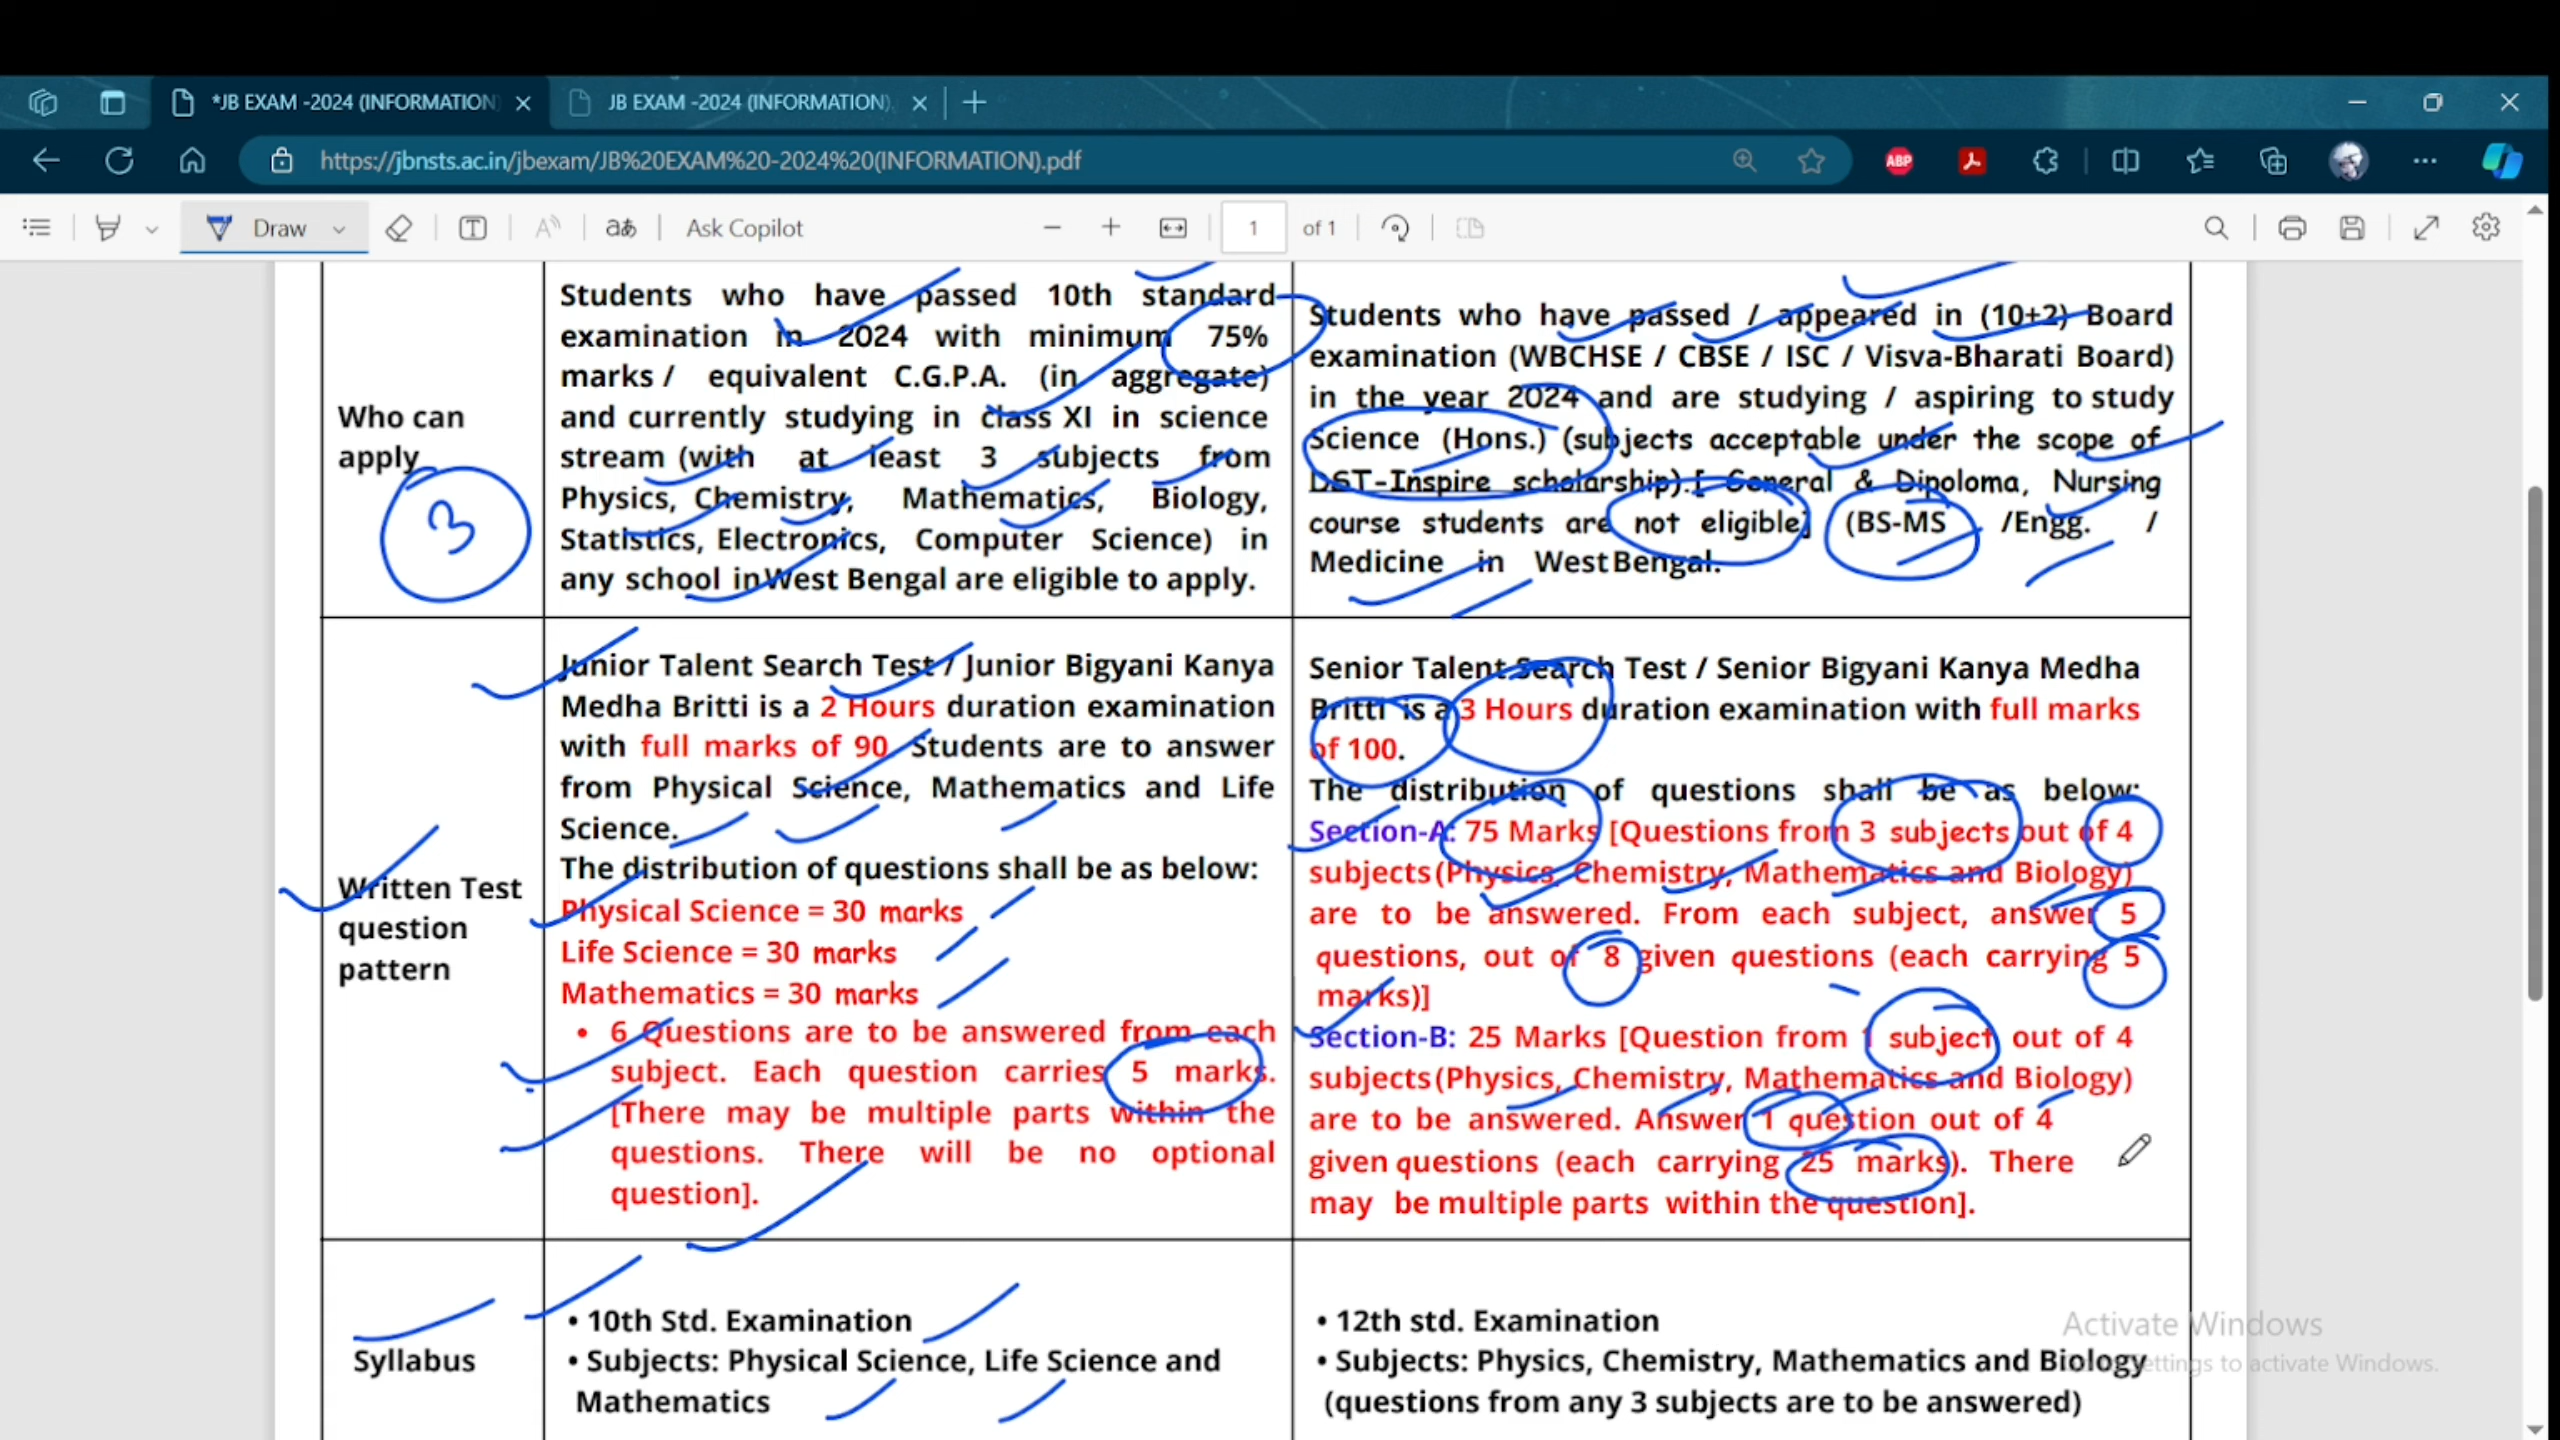 *JB EXAM -2024 (INFORMATION)
JB EXAM -2024 (INFORMATION).
https://jbnsts.ac.in/jbexam/JB%20EXAM%20-2024%20(INFORMATION).pdf
ABP
Draw
T
A
aあ
Ask Copilot
1 of 1
Who can
apply
3
Students who have passed 10th standard
examination in 2024 with minimum 75%
marks / equivalent C.G.P.A. (in aggregate)
and currently studying in class XI in science
stream (with at least 3 subjects from
Physics, Chemistry, Mathematics, Biology,
Statistics, Electronics, Computer Science) in
any school in West Bengal are eligible to apply.
Students who have passed / appeared in (10+2) Board
examination (WBCHSE / CBSE / ISC / Visva-Bharati Board)
in the year 2024 and are studying / aspiring to study
Science (Hons.) (subjects acceptable under the scope of
DST-Inspire scholarship).[ General & Dipoloma, Nursing
course students are not eligible] (BS-MS /Engg. /
Medicine in West Bengal.
Written Test
question
pattern
Junior Talent Search Test / Junior Bigyani Kanya
Medha Britti is a 2 Hours duration examination
with full marks of 90. Students are to answer
from Physical Science, Mathematics and Life
Science.
The distribution of questions shall be as below:
Physical Science = 30 marks
Life Science = 30 marks
Mathematics = 30 marks
• 6 Questions are to be answered from each
subject. Each question carries 5 marks.
[There may be multiple parts within the
questions. There will be no optional
question].
Senior Talent Search Test / Senior Bigyani Kanya Medha
Britti is a 3 Hours duration examination with full marks
of 100.
The distribution of questions shall be as below:
Section-A: 75 Marks [Questions from 3 subjects out of 4
subjects (Physics, Chemistry, Mathematics and Biology)
are to be answered. From each subject, answer 5
questions, out of 8 given questions (each carrying 5
marks)]
Section-B: 25 Marks [Question from 1 subject out of 4
subjects (Physics, Chemistry, Mathematics and Biology)
are to be answered. Answer 1 question out of 4
given questions (each carrying 25 marks). There
may be multiple parts within the question].
Syllabus
• 10th Std. Examination
• Subjects: Physical Science, Life Science and
Mathematics
• 12th std. Examination
• Subjects: Physics, Chemistry, Mathematics and Biology
(questions from any 3 subjects are to be answered)
Activate Windows
Settings to activate Windows.